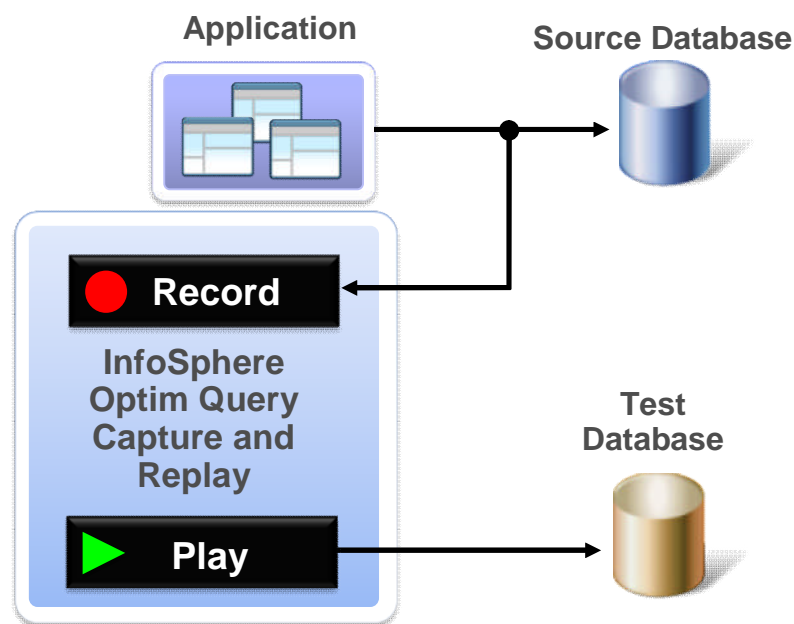 Application
Source Database
Record
InfoSphere
Optim Query
Capture and
Replay
Test
Database
Play